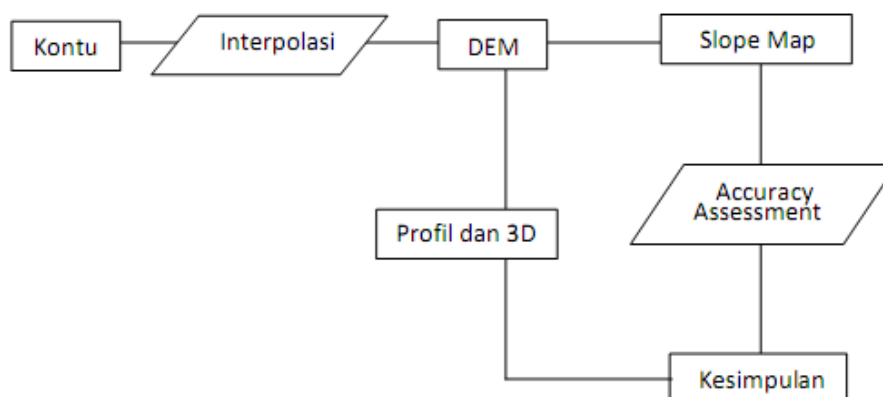 Kontu
Interpolasi
DEM
Slope Map
Accuracy
Assessment
Profil dan 3D
Kesimpulan